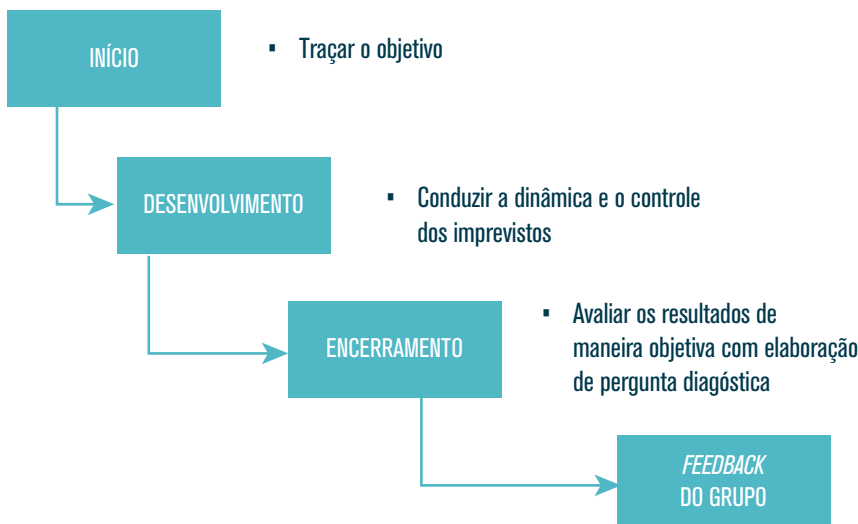 INÍCIO
▪ Traçar o objetivo
DESENVOLVIMENTO
▪ Conduzir a dinâmica e o controle
dos imprevistos
ENCERRAMENTO
▪ Avaliar os resultados de
maneira objetiva com elaboração
de pergunta diagóstica
FEEDBACK
DO GRUPO